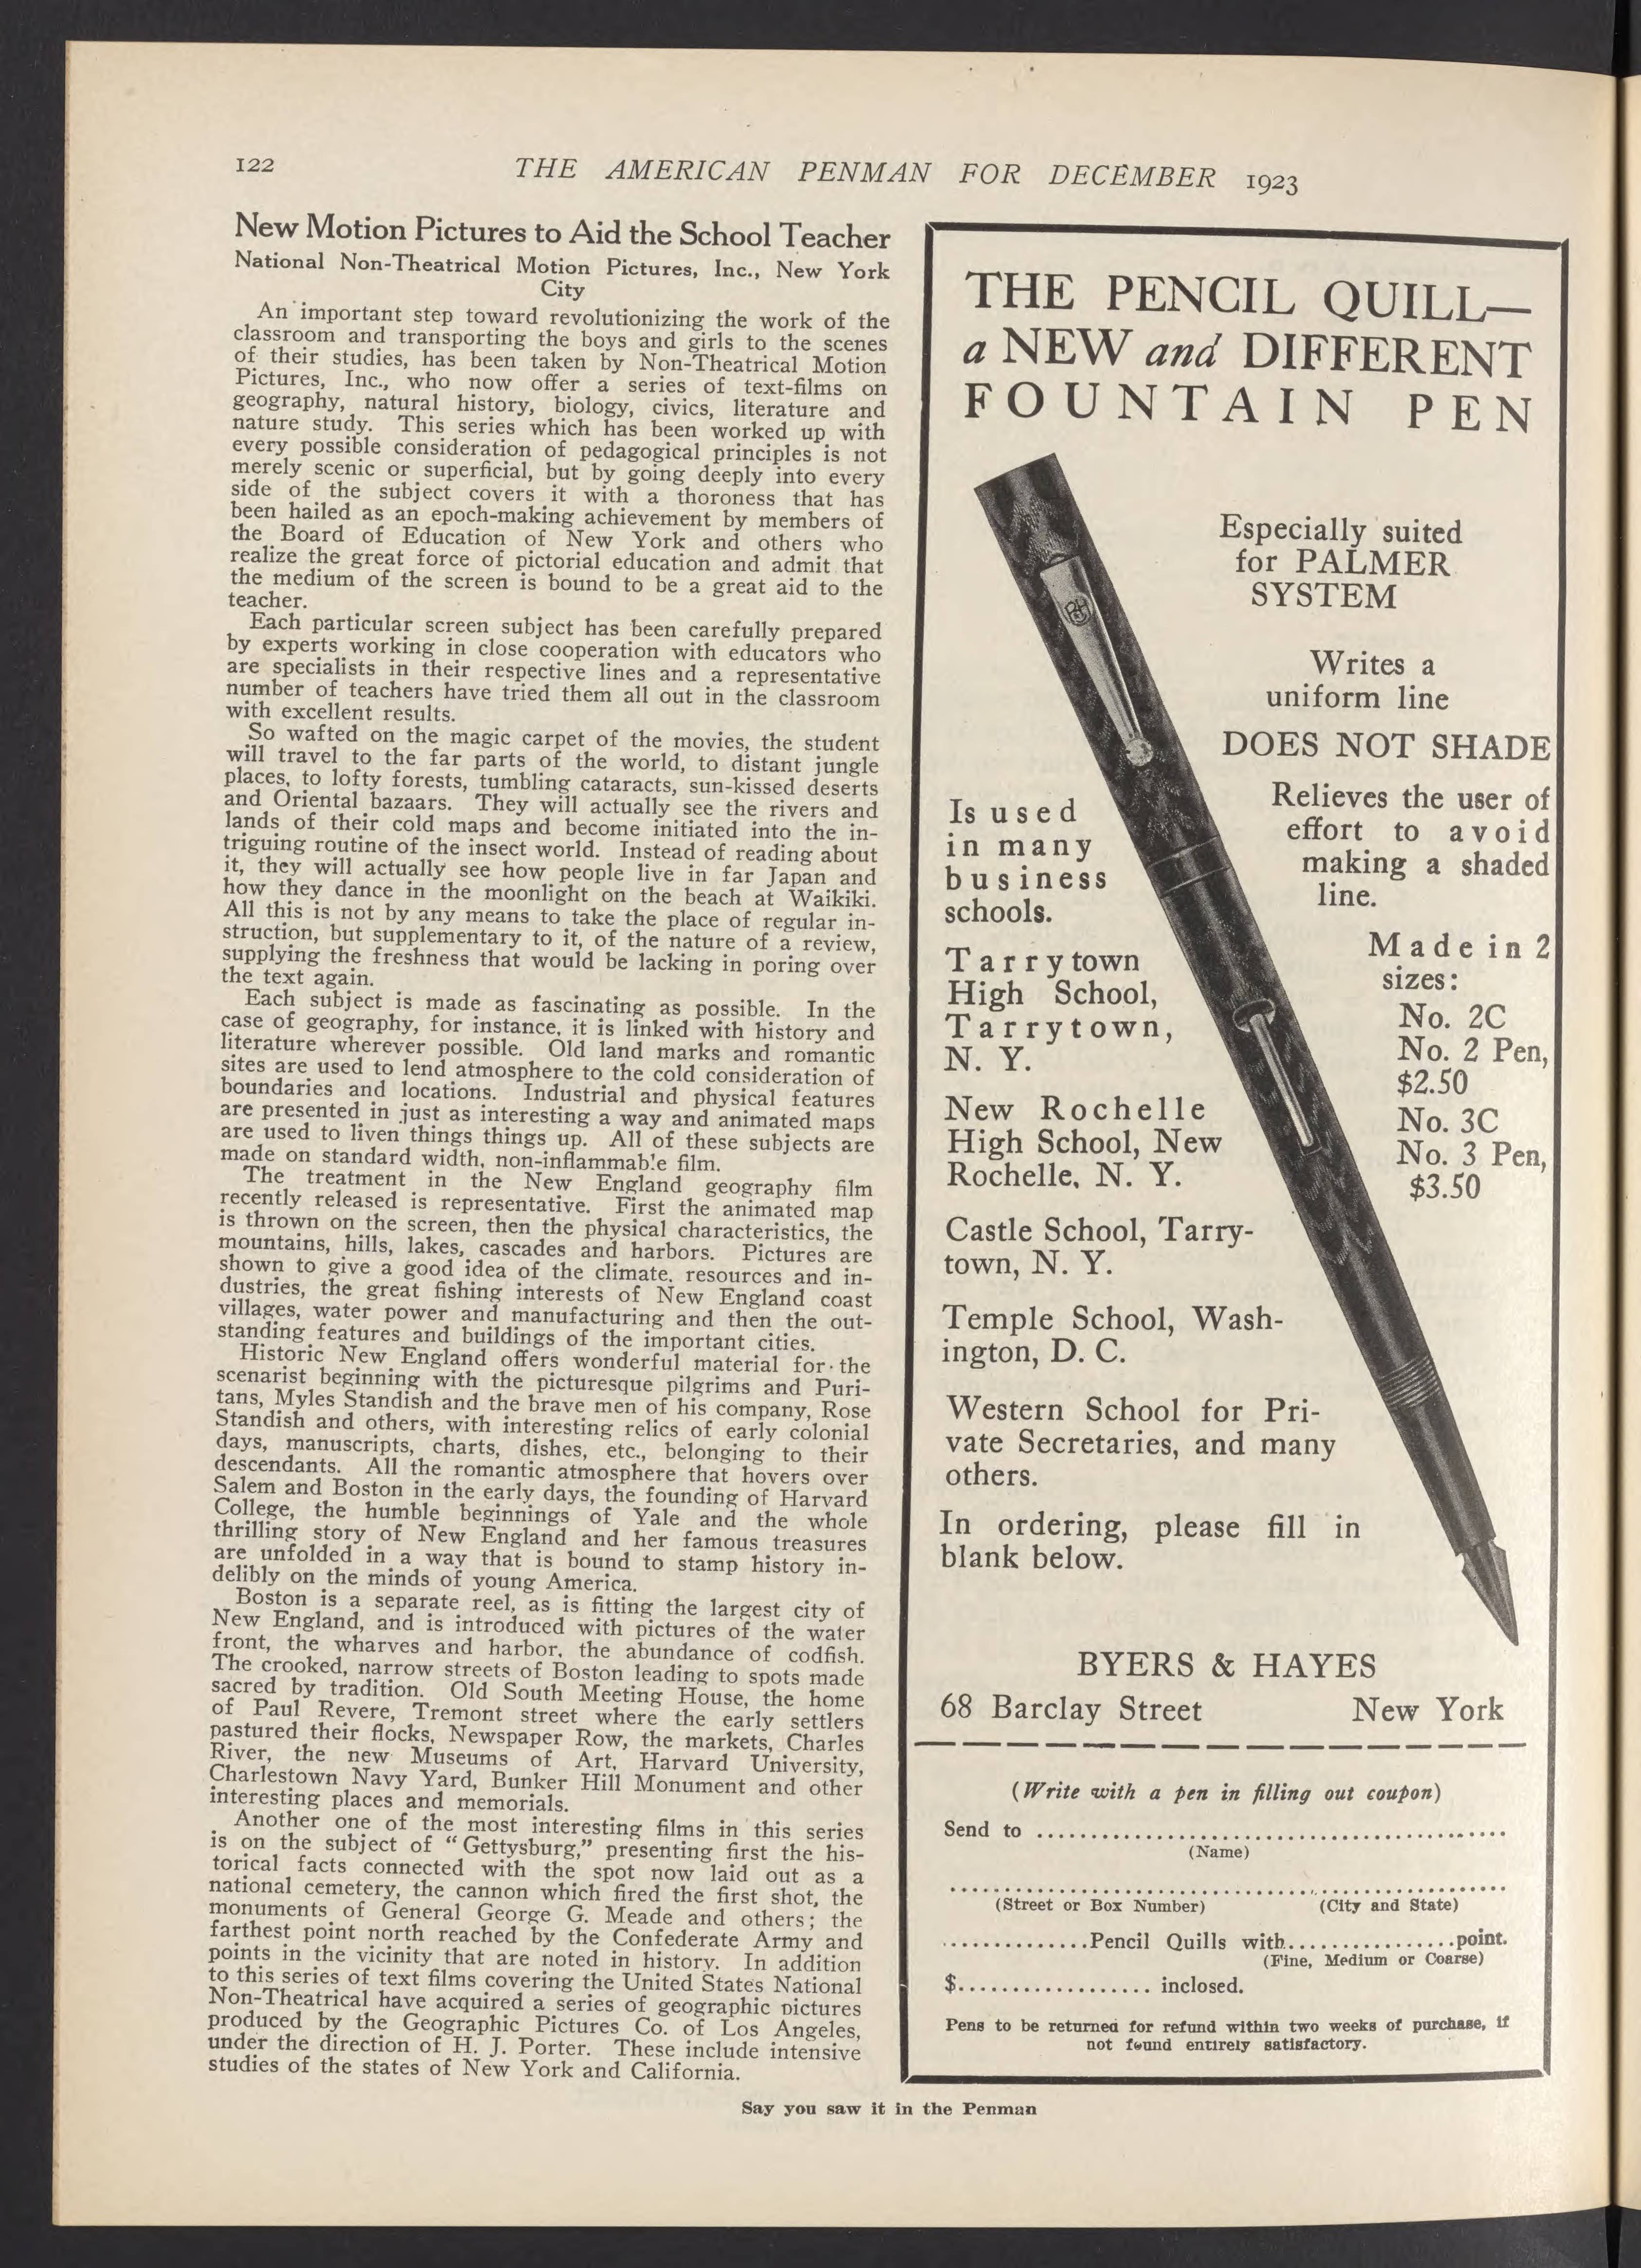 122
THE AMERICAN PENMAN FOR DECEMBER 1923
New Motion Pictures to Aid the School Teacher
National Non-Theatrical Motion Pictures, Inc., New York
City
An important step toward revolutionizing the work of the
classroom and transporting the boys and girls to the scenes
of their studies, has been taken by Non-Theatrical Motion
Pictures, Inc., who now offer a series of text-films on
geography, natural history, biology, civics, literature and
nature study. This series which has been worked up with
every possible consideration of pedagogical principles is not
merely scenic or superficial, but by going deeply into every
side of the subject covers it with a thoroness that has
been hailed as an epoch-making achievement by members of
the Board of Education of New York and others who
realize the great force of pictorial education and admit that
the medium of the screen is bound to be a great aid to the
teacher.
Each particular screen subject has been carefully prepared
by experts working in close cooperation with educators who
are specialists in their respective lines and a representative
number of teachers have tried them all out in the classroom
with excellent results.
So wafted on the magic carpet of the movies, the student
will travel to the far parts of the world, to distant jungle
places, to lofty forests, tumbling cataracts, sun-kissed deserts
and Oriental bazaars. They will actually see the rivers and
lands of their cold maps and become initiated into the in-
triguing routine of the insect world. Instead of reading about
it, they will actually see how people live in far Japan and
how they dance in the moonlight on the beach at Waikiki.
All this is not by any means to take the place of regular in-
struction, but supplementary to it, of the nature of a review,
supplying the freshness that would be lacking in poring over
the text again.
Each subject is made as fascinating as possible. In the
case of geography, for instance, it is linked with history and
literature wherever possible. Old land marks and romantic
sites are used to lend atmosphere to the cold consideration of
boundaries and locations. Industrial and physical features
are presented in just as interesting a way and animated maps
are used to liven things things up. All of these subjects are
made on standard width, non-inflammable film.
The treatment in the New England geography film
recently released is representative. First the animated map
is thrown on the screen, then the physical characteristics, the
mountains, hills, lakes, cascades and harbors. Pictures are
shown to give a good idea of the climate, resources and in-
dustries, the great fishing interests of New England coast
villages, water power and manufacturing and then the out-
standing features and buildings of the important cities.
Historic New England offers wonderful material for the
scenarist beginning with the picturesque pilgrims and Puri-
tans, Myles Standish and the brave men of his company, Rose
Standish and others, with interesting relics of early colonial
days, manuscripts, charts, dishes, etc., belonging to their
descendants. All the romantic atmosphere that hovers over
Salem and Boston in the early days, the founding of Harvard
College, the humble beginnings of Yale and the whole
thrilling story of New England and her famous treasures
are unfolded in a way that is bound to stamp history in-
delibly on the minds of young America.
Boston is a separate reel, as is fitting the largest city of
New England, and is introduced with pictures of the water
front, the wharves and harbor, the abundance of codfish.
The crooked, narrow streets of Boston leading to spots made
sacred by tradition. Old South Meeting House, the home
of Paul Revere, Tremont street where the early settlers
pastured their flocks, Newspaper Row, the markets, Charles
River, the new Museums of Art, Harvard University,
Charlestown Navy Yard, Bunker Hill Monument and other
interesting places and memorials.
Another one of the most interesting films in this series
is on the subject of "Gettysburg," presenting first the his-
torical facts connected with the spot now laid out as a
national cemetery, the cannon which fired the first shot, the
monuments of General George G. Meade and others; the
farthest point north reached by the Confederate Army and
points in the vicinity that are noted in history. In addition
to this series of text films covering the United States National
Non-Theatrical have acquired a series of geographic pictures
produced by the Geographic Pictures Co. of Los Angeles,
under the direction of H. J. Porter. These include intensive
studies of the states of New York and California.
THE PENCIL QUILL—
a NEW and DIFFERENT
FOUNTAIN PEN
Especially suited
for PALMER
SYSTEM
Writes a
uniform line
DOES NOT SHADE
Relieves the user of
effort to avoid
making a shaded
line.
Made in 2
sizes:
No. 2C
No. 2 Pen,
$2.50
No. 3C
No. 3 Pen,
$3.50
Is used
in many
business
schools.
Tarrytown
High School,
Tarrytown,
N. Y.
New Rochelle
High School, New
Rochelle, N. Y.
Castle School, Tarry-
town, N. Y.
Temple School, Wash-
ington, D. C.
Western School for Pri-
vate Secretaries, and many
others.
In ordering, please fill in
blank below.
BYERS & HAYES
68 Barclay Street New York
(Write with a pen in filling out coupon)
Send to ..................................................
(Name)
..................................................
(Street or Box Number) (City and State)
...............Pencil Quills with..................point.
(Fine, Medium or Coarse)
$................... inclosed.
Pens to be returned for refund within two weeks of purchase, if
not found entirely satisfactory.
Say you saw it in the Penman